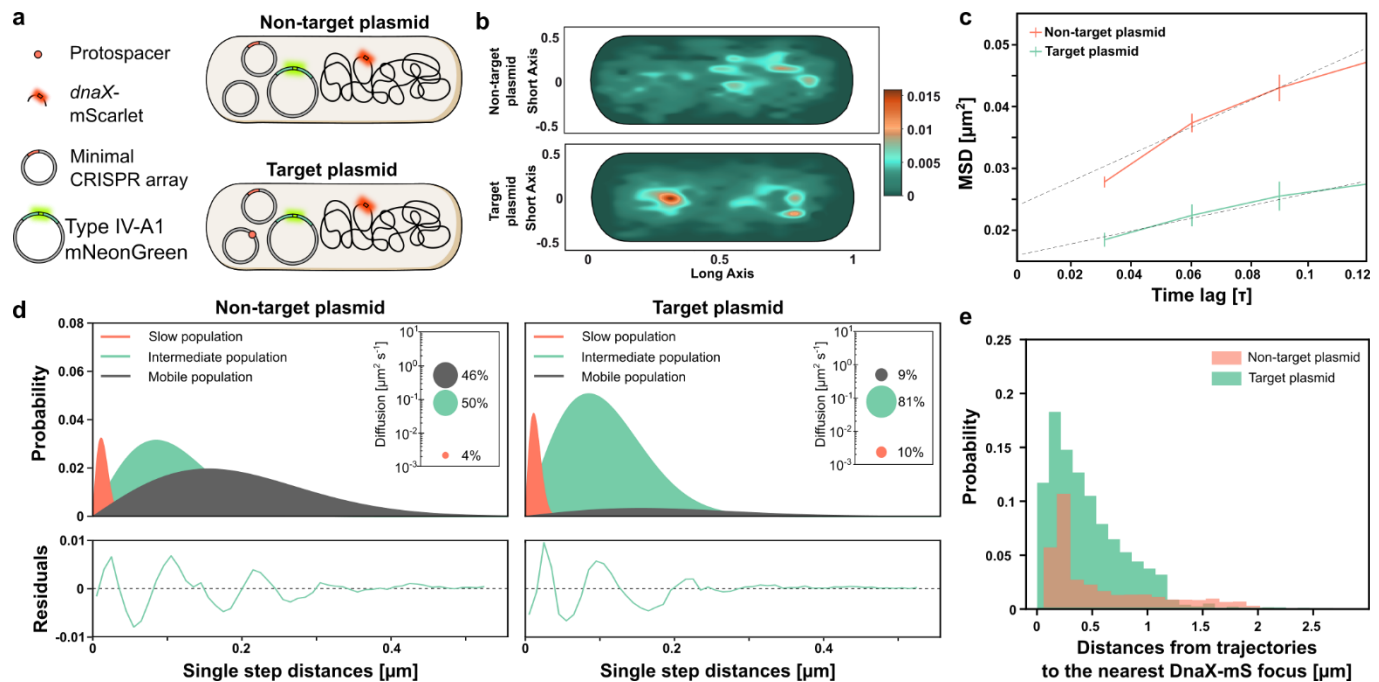 a
Non-target plasmid
Protospacer
dnaX-
mScarlet
Minimal
CRISPR array
Type IV-A1
mNeonGreen
Target plasmid
b
Non-target
plasmid
Short Axis
0.5
0
-0.5
Target
plasmid
Short Axis
0.5
0
-0.5
0
0.5
1
Long Axis
0.015
0.01
0.005
0
c
Non-target plasmid
Target plasmid
MSD [µm²]
0.05
0.04
0.03
0.02
0
0.02
0.04
0.06
0.08
0.1
0.12
Time lag [τ]
d
Non-target plasmid
Slow population
Intermediate population
Mobile population
Probability
0.08
0.06
0.04
0.02
0
Diffusion [µm² s⁻¹]
10¹
10⁰
10⁻¹
10⁻²
10⁻³
46%
50%
4%
Target plasmid
Slow population
Intermediate population
Mobile population
Diffusion [µm² s⁻¹]
10¹
10⁰
10⁻¹
10⁻²
10⁻³
9%
81%
10%
Residuals
0.01
0
-0.01
0
0.2
0.4
Single step distances [µm]
0
0.2
0.4
Single step distances [µm]
e
Non-target plasmid
Target plasmid
Probability
0.2
0.15
0.1
0.05
0
0
0.5
1
1.5
2
2.5
Distances from trajectories
to the nearest DnaX-mS focus [µm]